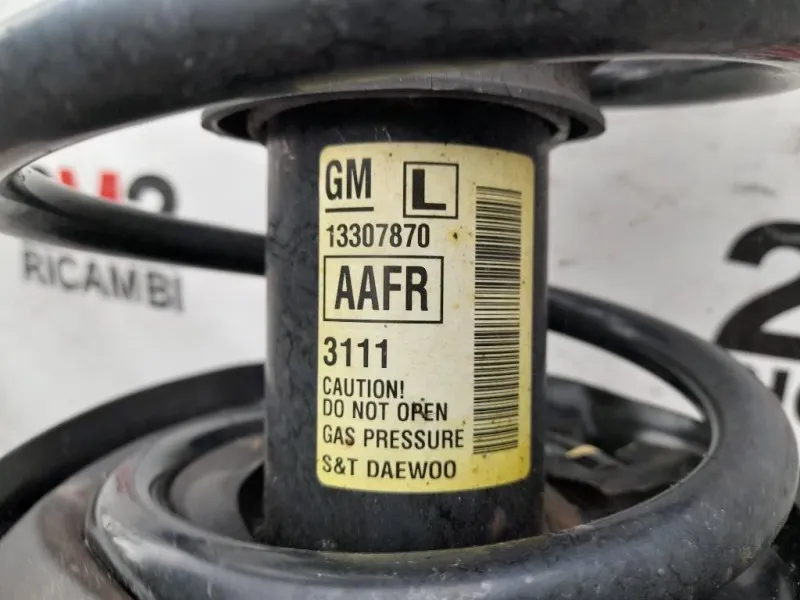 GM L
13307870
AAFR
3111
CAUTION!
DO NOT OPEN
GAS PRESSURE
S&T DAEWOO
RICAMBI